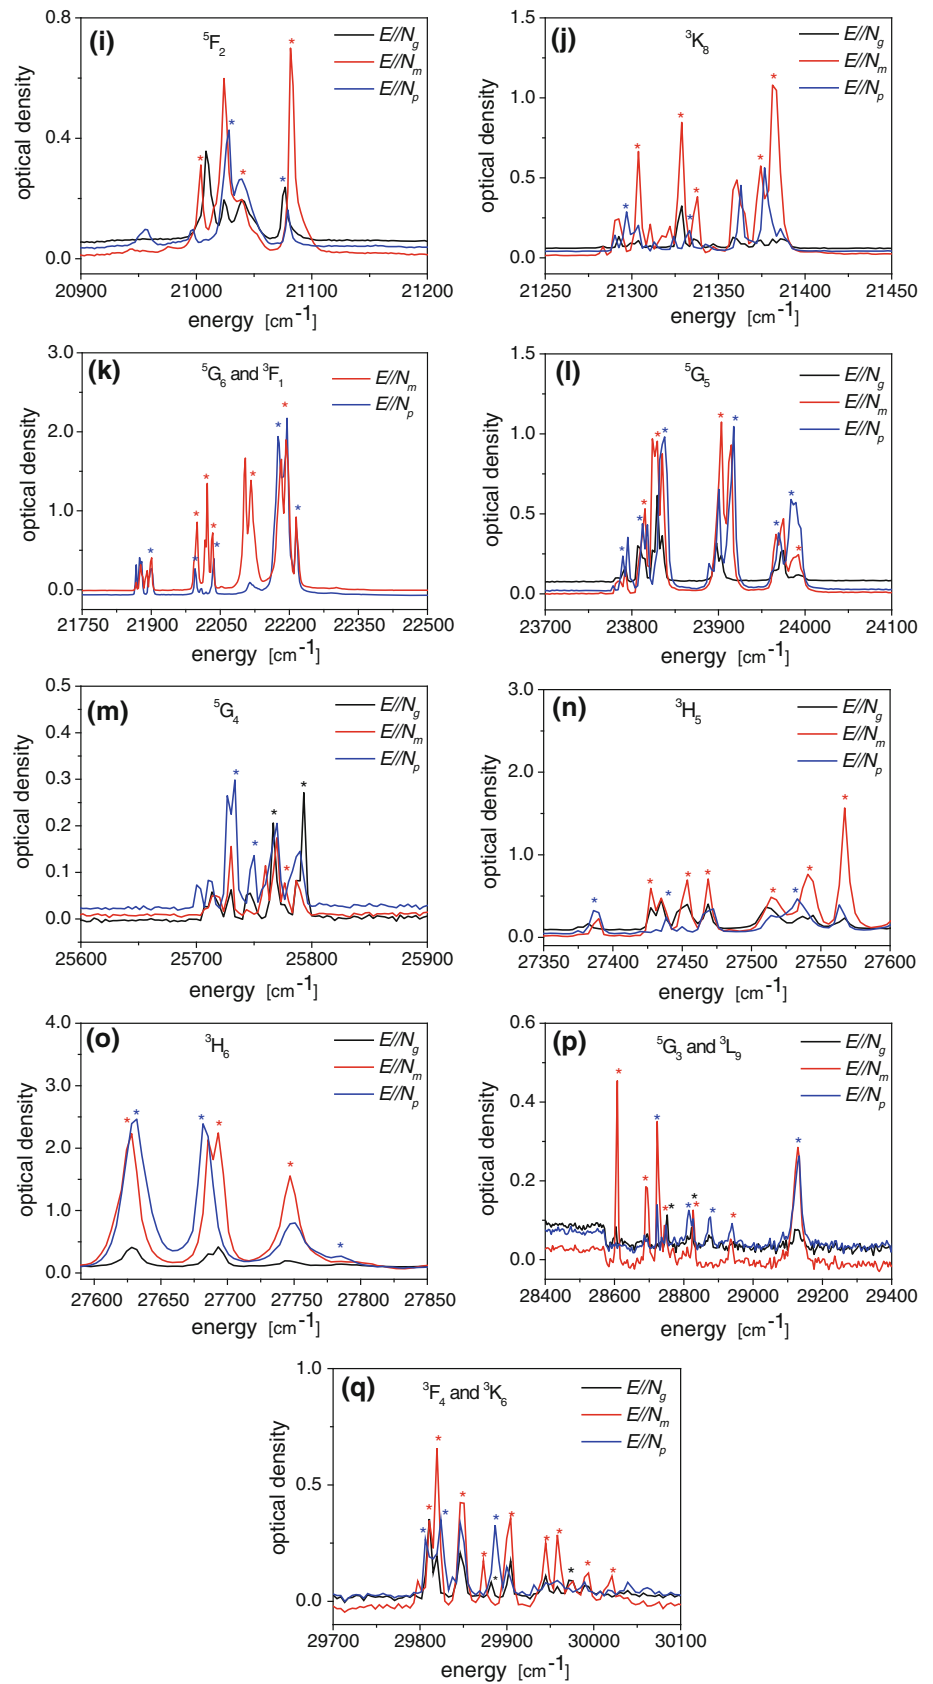 (i)
⁵F₂
E//Ng
E//Nm
E//Np
0.8
0.4
0.0
optical density
20900 21000 21100 21200
energy [cm⁻¹]
(j)
³K₈
E//Ng
E//Nm
E//Np
1.5
1.0
0.5
0.0
optical density
21250 21300 21350 21400 21450
energy [cm⁻¹]
(k)
⁵G₆ and ³F₁
E//Nm
E//Np
3.0
2.0
1.0
0.0
optical density
21750 21900 22050 22200 22350 22500
energy [cm⁻¹]
(l)
⁵G₅
E//Ng
E//Nm
E//Np
1.5
1.0
0.5
0.0
optical density
23700 23800 23900 24000 24100
energy [cm⁻¹]
(m)
⁵G₄
E//Ng
E//Nm
E//Np
0.5
0.4
0.3
0.2
0.1
0.0
optical density
25600 25700 25800 25900
energy [cm⁻¹]
(n)
³H₅
E//Ng
E//Nm
E//Np
3.0
2.0
1.0
0.0
optical density
27350 27400 27450 27500 27550 27600
energy [cm⁻¹]
(o)
³H₆
E//Ng
E//Nm
E//Np
4.0
3.0
2.0
1.0
0.0
optical density
27600 27650 27700 27750 27800 27850
energy [cm⁻¹]
(p)
⁵G₃ and ³L₉
E//Ng
E//Nm
E//Np
0.6
0.4
0.2
0.0
optical density
28400 28600 28800 29000 29200 29400
energy [cm⁻¹]
(q)
³F₄ and ³K₆
E//Ng
E//Nm
E//Np
1.0
0.5
0.0
optical density
29700 29800 29900 30000 30100
energy [cm⁻¹]